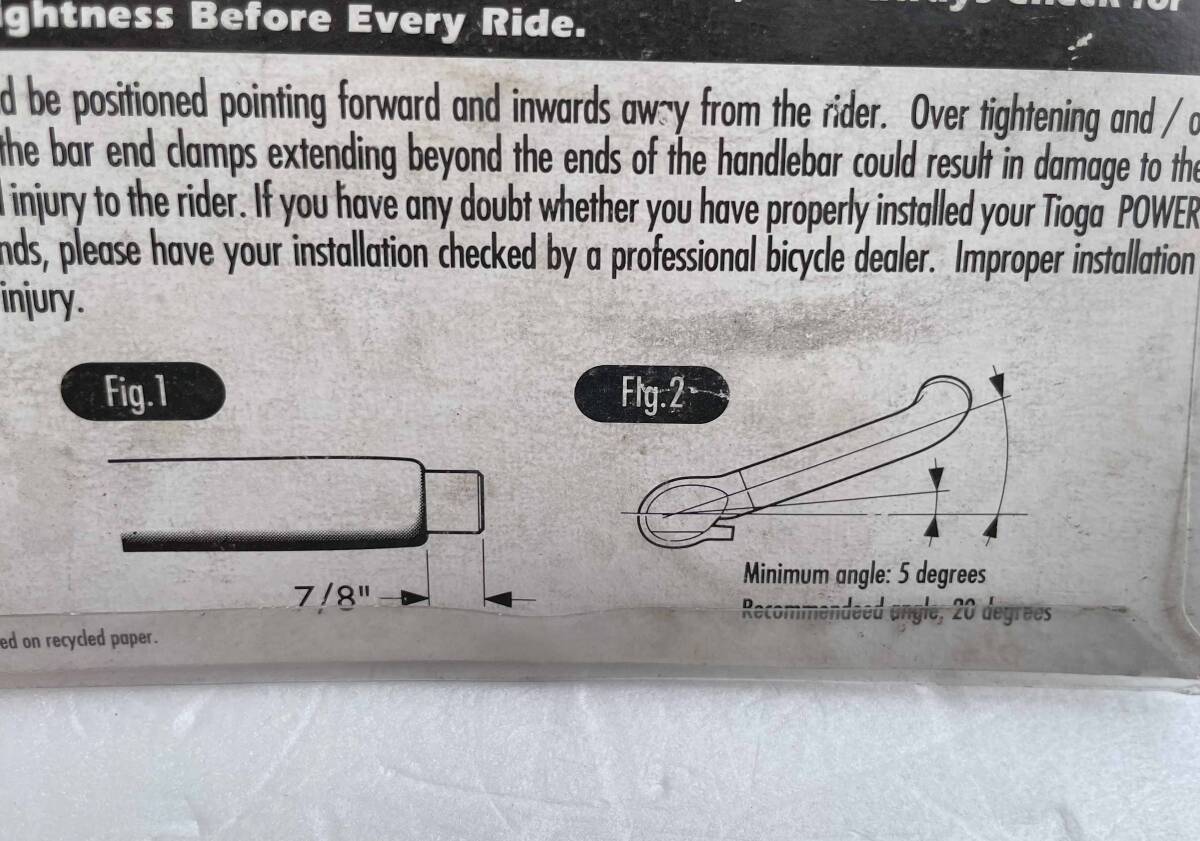 ghtness Before Every Ride.
d be positioned pointing forward and inwards away from the rider. Over tightening and /
the bar end clamps extending beyond the ends of the handlebar could result in damage to the
injury to the rider. If you have any doubt whether you have properly installed your Tioga POWER
nds, please have your installation checked by a professional bicycle dealer. Improper installation
injury.
Fig.1
Fig.2
7/8"
Minimum angle: 5 degrees
Recommendeed angle, 20 degrees
ed on recycled paper.